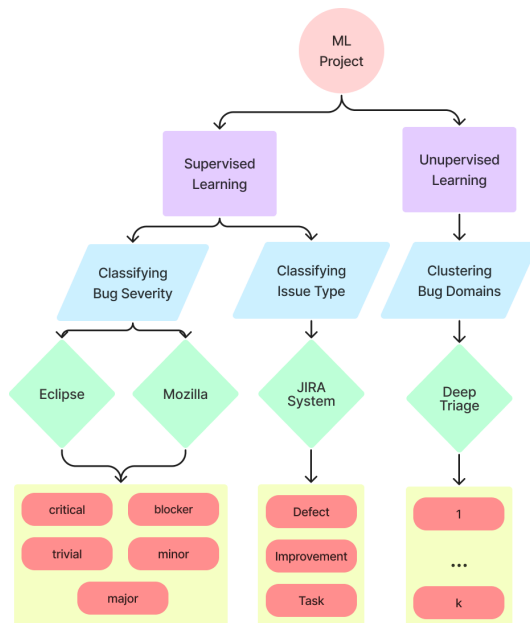 ML
Project
Supervised
Learning
Unupervised
Learning
Classifying
Bug Severity
Classifying
Issue Type
Clustering
Bug Domains
Eclipse
Mozilla
JIRA
System
Deep
Triage
critical
blocker
trivial
minor
major
Defect
Improvement
Task
1
...
k